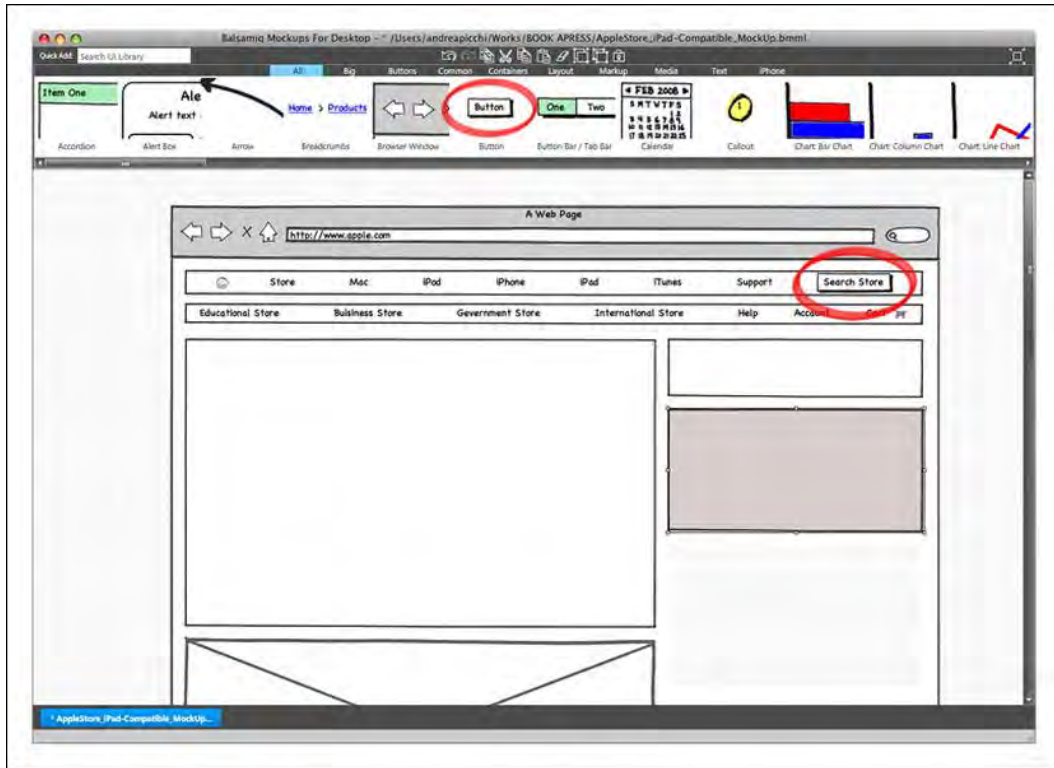 Balsamiq Mockups For Desktop - * /Users/andreapicchi/Works/BOOK APRESS/AppleStore_iPad-Compatible_MockUp.bmml
Quick Add: Search UI Library
All Big Buttons Common Containers Layout Markup Media Text iPhone
Item One
Ale
Alert text
Home > Products
Button
One Two
FEB 2008
S M T W T F S
1
Accordion Alert Box Arrow Breadcrumbs Browser Window Button Button Bar / Tab Bar Calendar Callout Chart: Bar Chart Chart: Column Chart Chart: Line Chart
A Web Page
X http://www.apple.com
Store Mac iPod iPhone iPad iTunes Support Search Store
Educational Store Buisiness Store Government Store International Store Help Account Cart
* AppleStore_iPad-Compatible_MockUp...